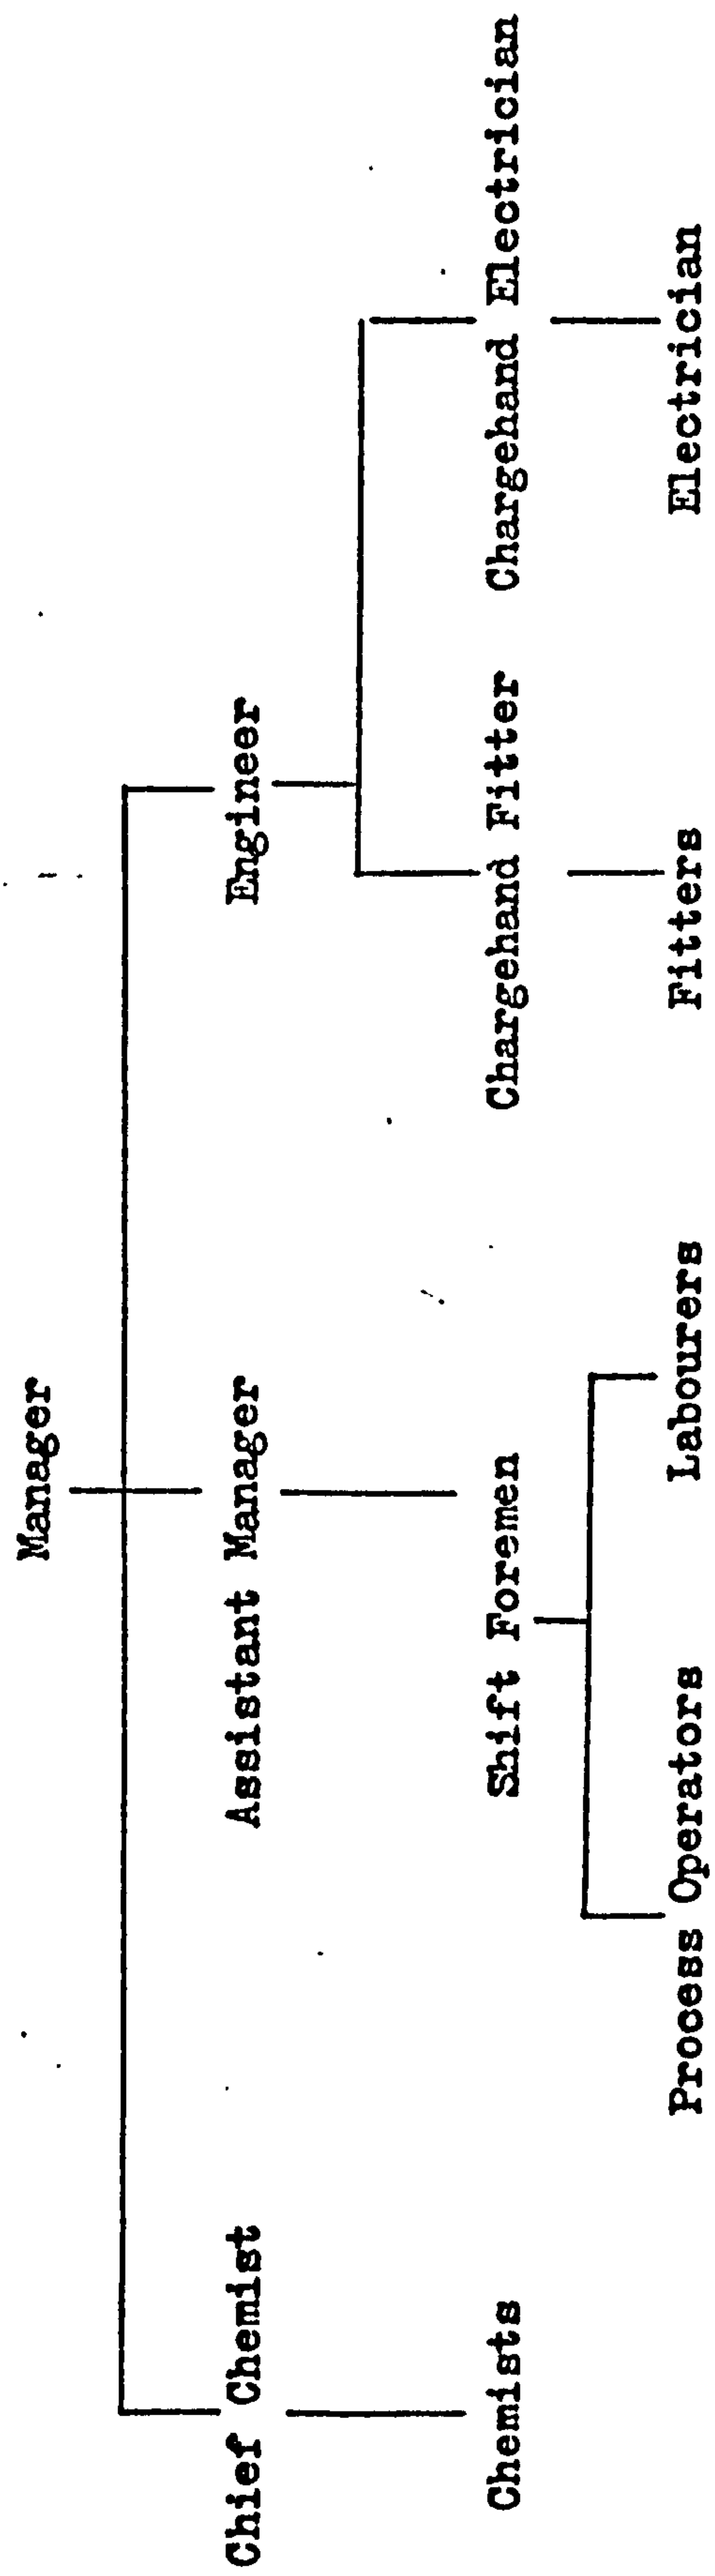 Manager
Chief Chemist Assistant Manager Engineer
Chemists Shift Foremen Chargehand Fitter Chargehand Electrician
Process Operators Labourers Fitters Electrician